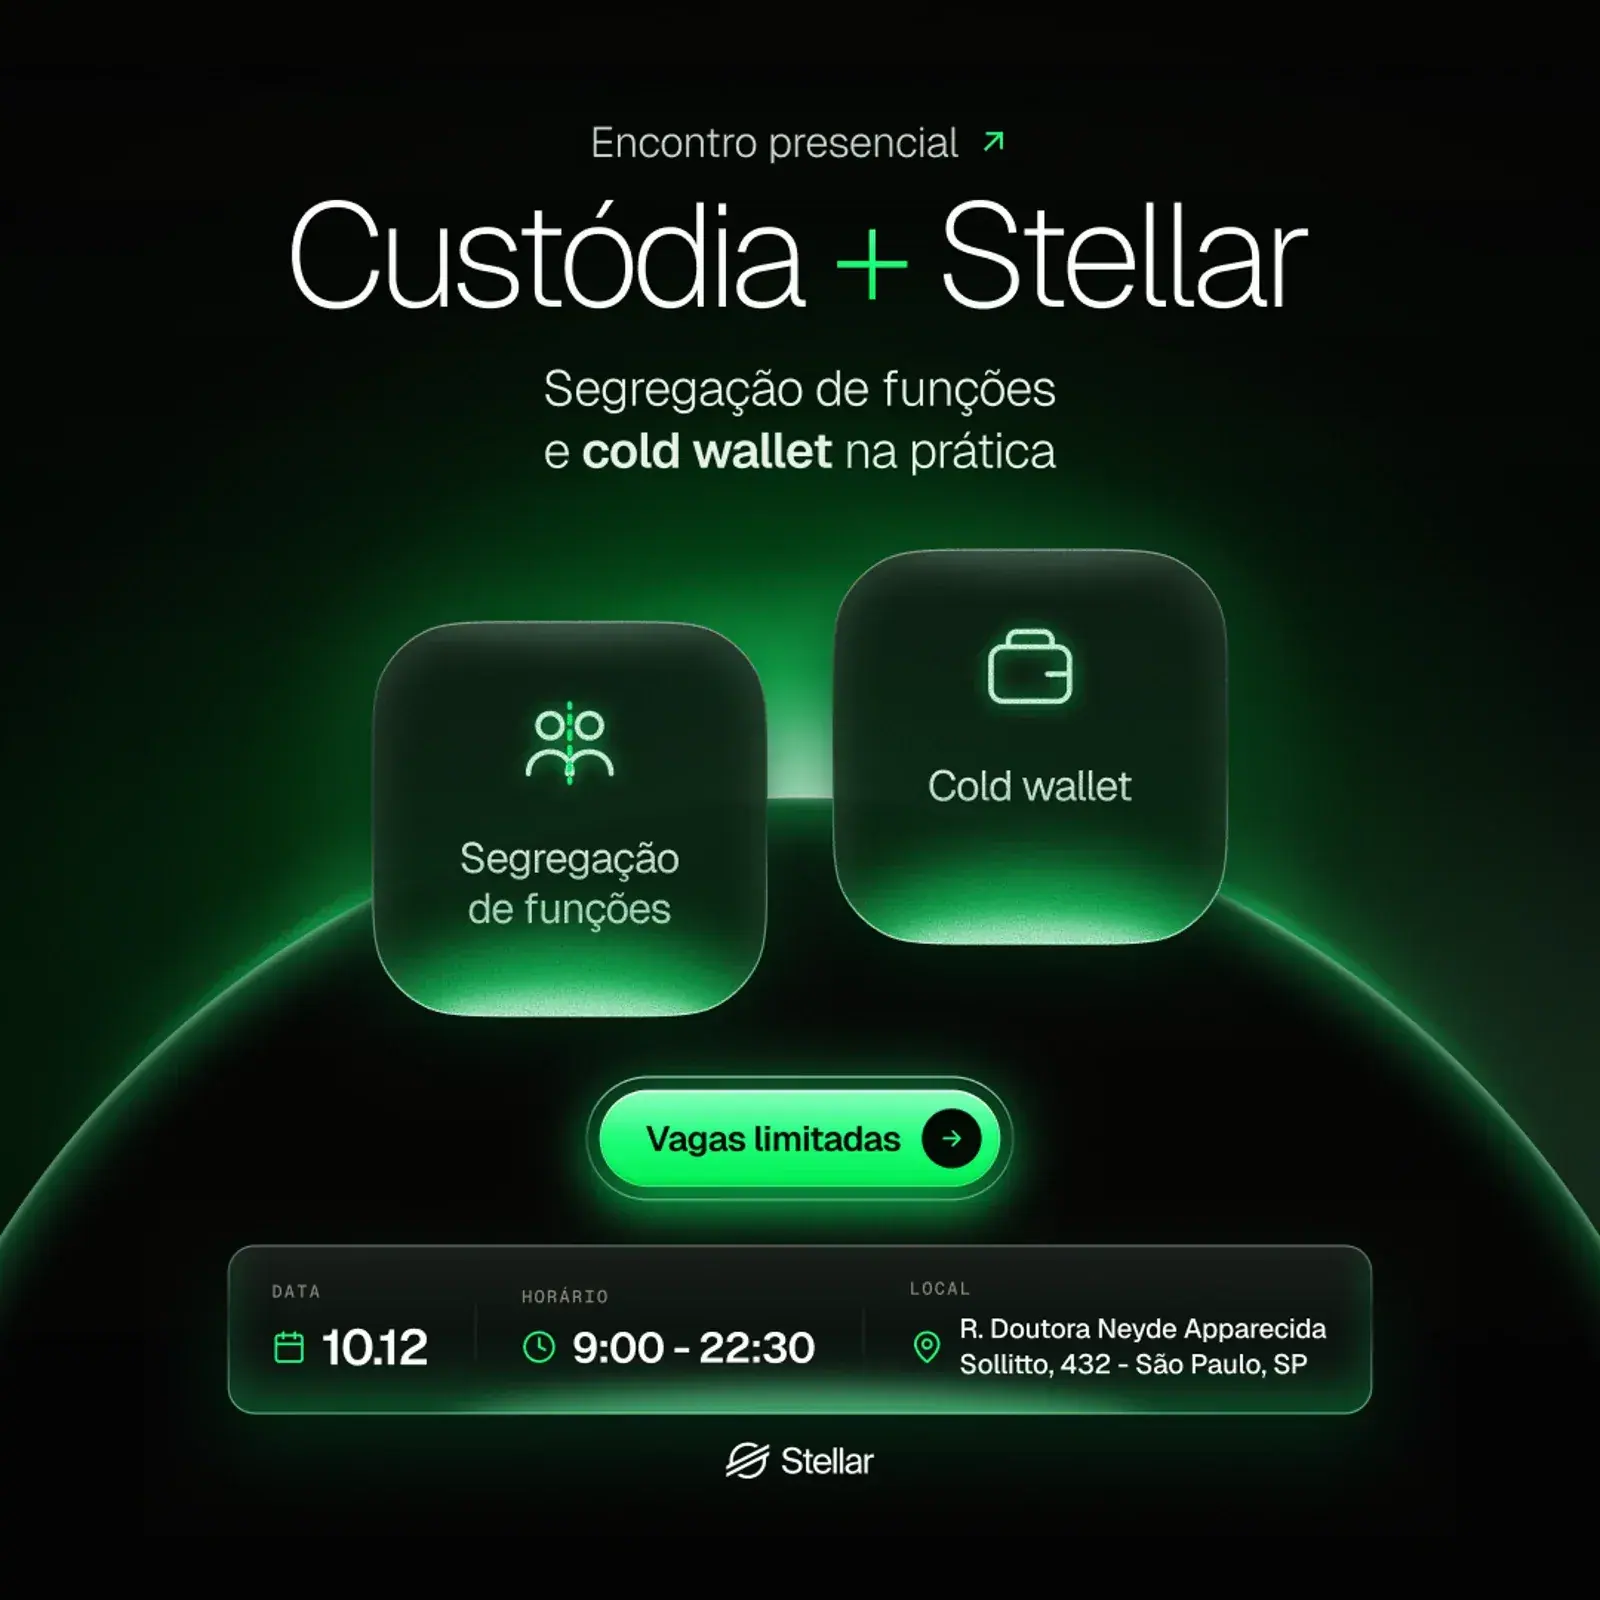 Encontro presencial
Custódia + Stellar
Segregação de funções
e cold wallet na prática
Segregação
de funções
Cold wallet
Vagas limitadas
DATA
10.12
HORÁRIO
9:00 - 22:30
LOCAL
R. Doutora Neyde Apparecida
Sollitto, 432 - São Paulo, SP
Stellar